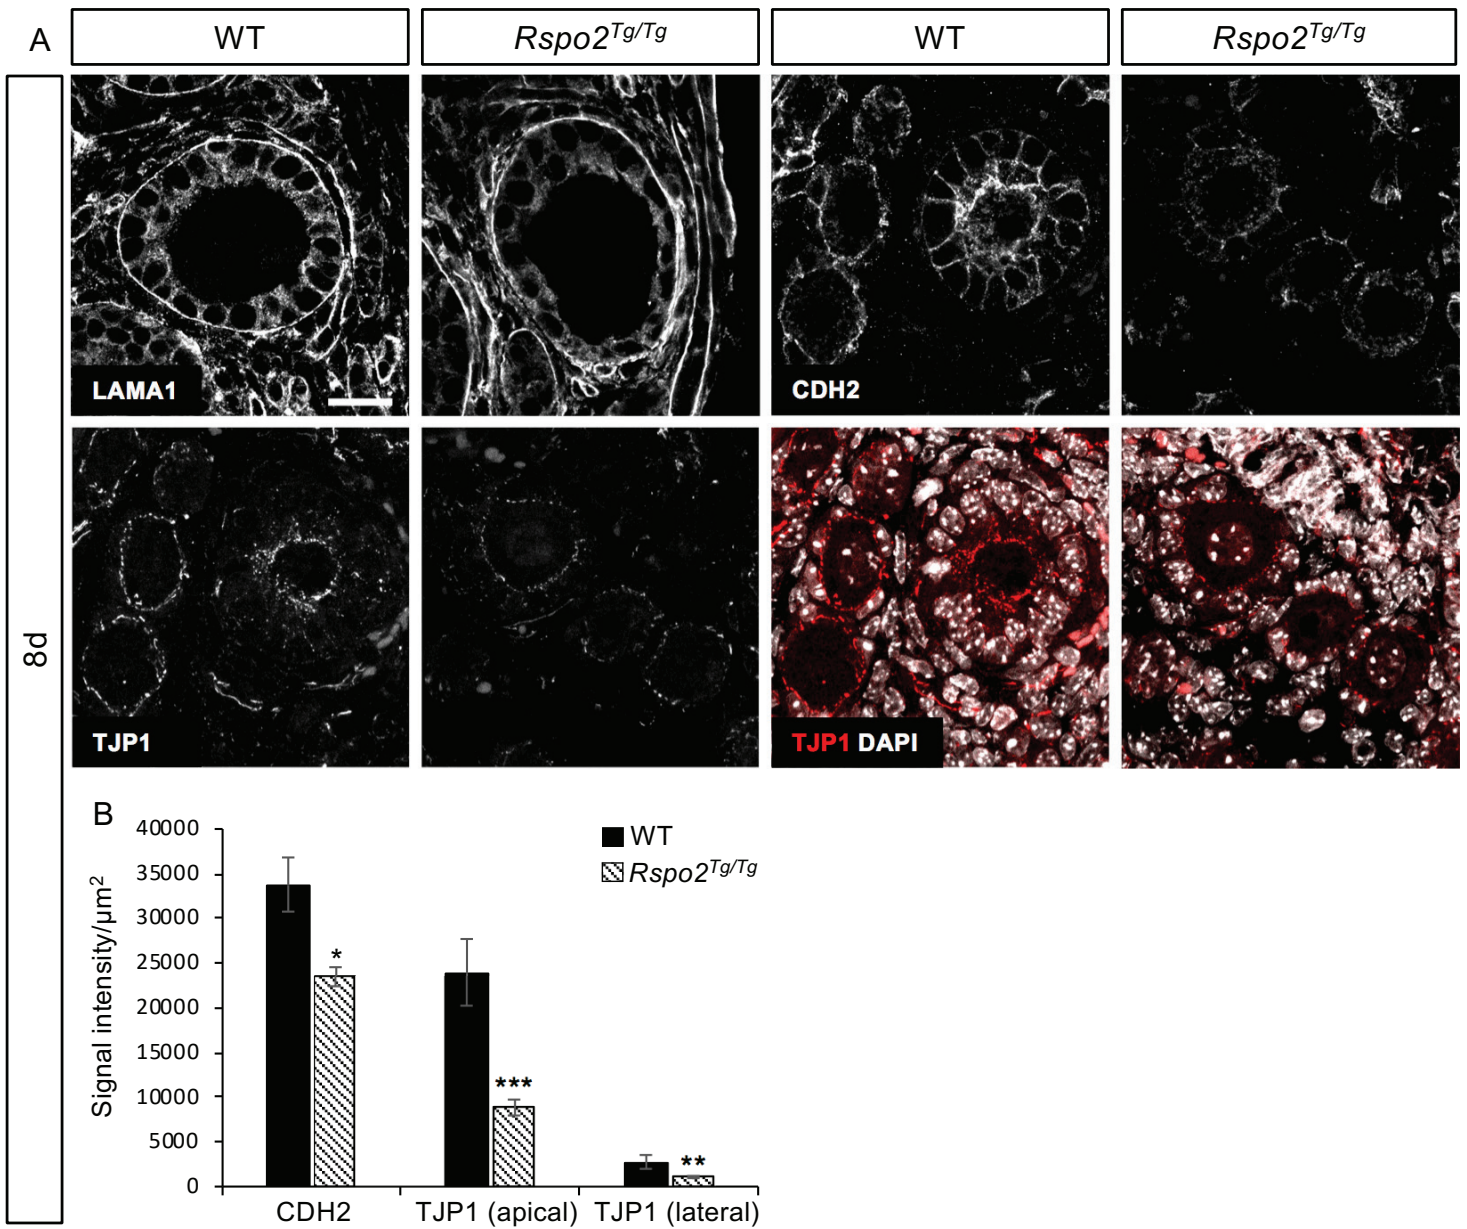 A
WT
Rspo2Tg/Tg
WT
Rspo2Tg/Tg
8d
LAMA1
CDH2
TJP1
TJP1 DAPI
B
40000
35000
30000
25000
20000
15000
10000
5000
0
Signal intensity/μm2
WT
Rspo2Tg/Tg
*
***
**
CDH2
TJP1 (apical)
TJP1 (lateral)